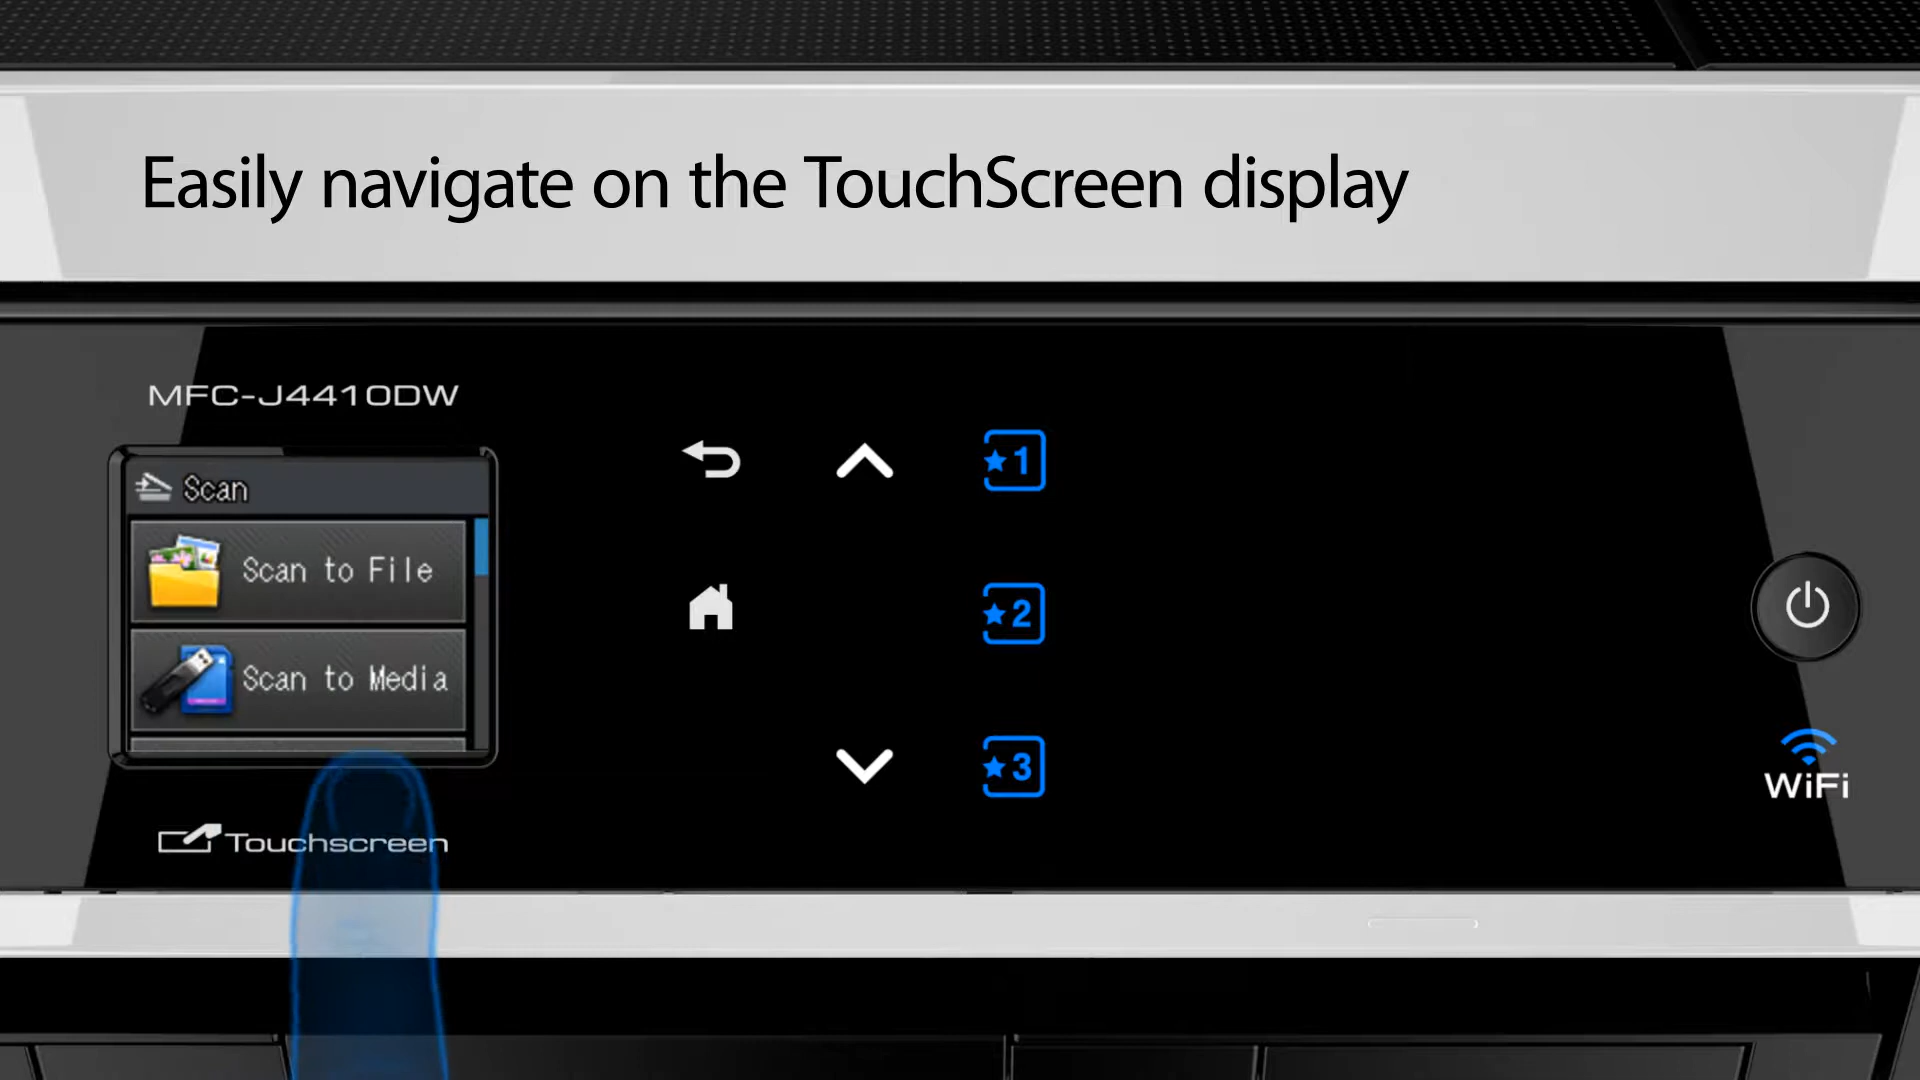 Easily navigate on the TouchScreen display
MFC-J4410DW
Scan
Scan to File
Scan to Media
Touchscreen
1
2
3
WiFi